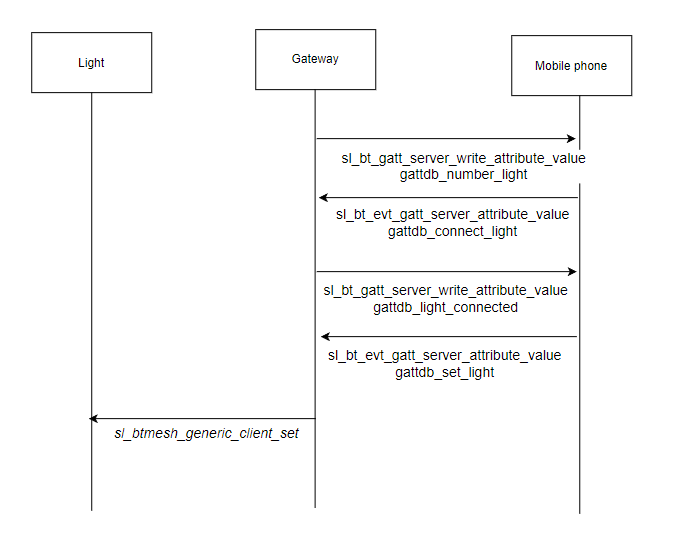 Light
Gateway
Mobile phone
sl_bt_gatt_server_write_attribute_value
gattdb_number_light
sl_bt_evt_gatt_server_attribute_value
gattdb_connect_light
sl_bt_gatt_server_write_attribute_value
gattdb_light_connected
sl_bt_evt_gatt_server_attribute_value
gattdb_set_light
sl_btmesh_generic_client_set